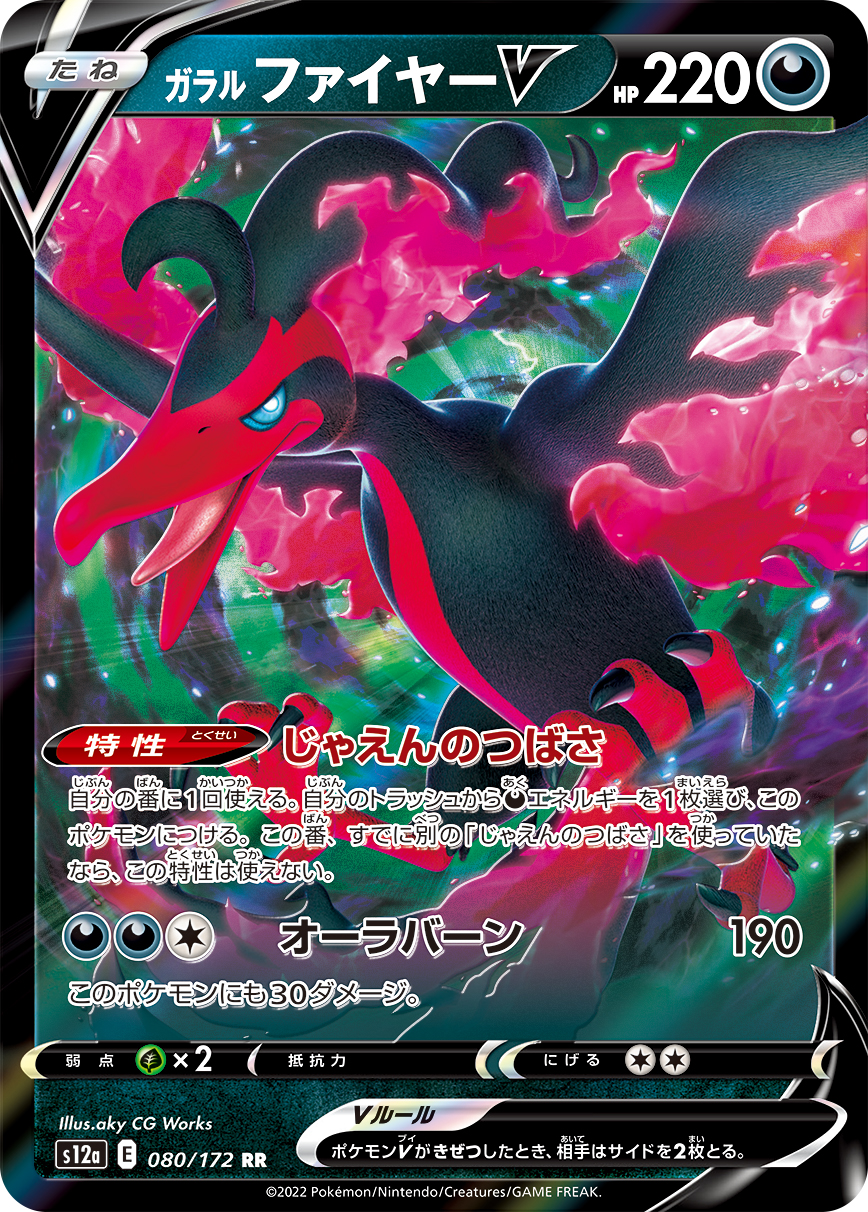 たね
ガラル ファイヤーV
HP 220
特性 とくせい じゃえんのつばさ
自分の番に1回使える。自分のトラッシュからエネルギーを1枚選び、この
ポケモンにつける。この番、すでに別の「じゃえんのつばさ」を使っていた
なら、この特性は使えない。
オーラバーン 190
このポケモンにも30ダメージ。
弱点 ×2 抵抗力 にげる
Illus.aky CG Works
Vルール
ポケモンVがきぜつしたとき、相手はサイドを2枚とる。
s12a E 080/172 RR
©2022 Pokémon/Nintendo/Creatures/GAME FREAK.